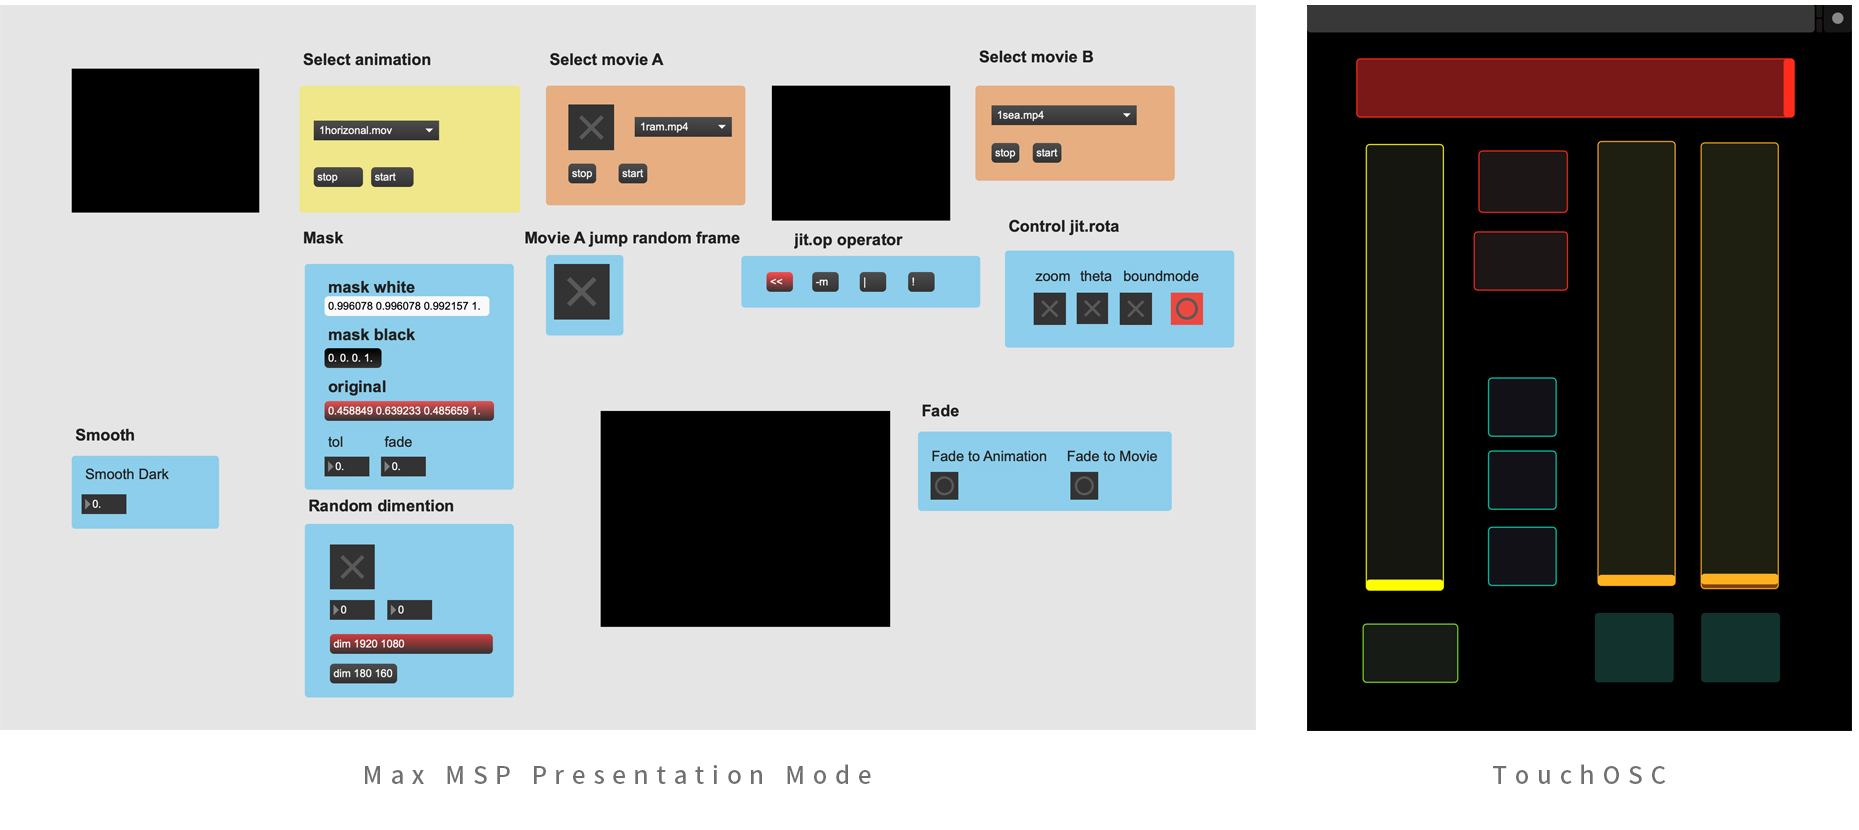 Select animation
1horizonal.mov
stop start
Select movie A
1ram.mp4
stop start
Select movie B
1sea.mp4
stop start
Mask
mask white
0.996078 0.996078 0.992157 1.
mask black
0. 0. 0. 1.
original
0.458849 0.639233 0.485659 1.
tol fade
0. 0.
Movie A jump random frame
jit.op operator
<< -m | !
Control jit.rota
zoom theta boundmode
Smooth
Smooth Dark
0.
Random dimention
0 0
dim 1920 1080
dim 180 160
Fade
Fade to Animation Fade to Movie
Max MSP Presentation Mode
TouchOSC